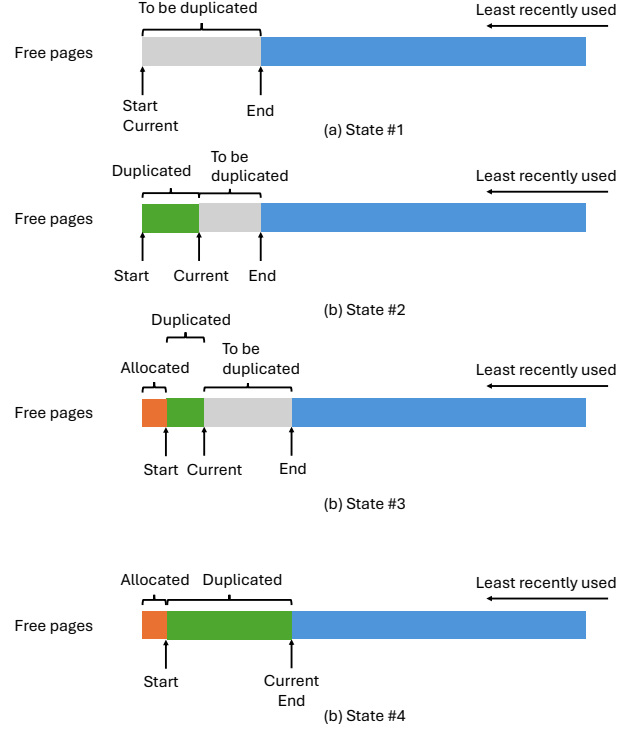 To be duplicated
Least recently used
Free pages
Start
Current
End
(a) State #1
Duplicated
To be
duplicated
Least recently used
Free pages
Start
Current
End
(b) State #2
Duplicated
Allocated
To be
duplicated
Least recently used
Free pages
Start
Current
End
(b) State #3
Allocated
Duplicated
Least recently used
Free pages
Start
Current
End
(b) State #4